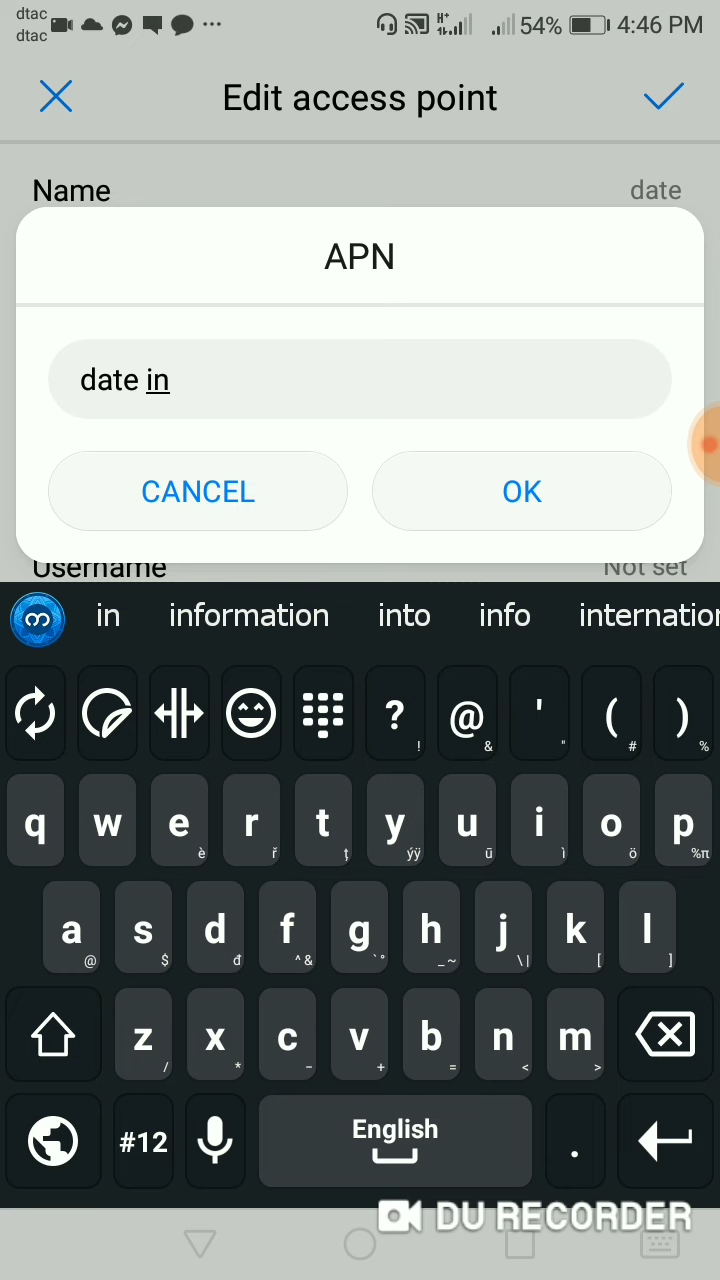 dtac
dtac
54% 4:46 PM
Edit access point
Name date
APN
date in
CANCEL OK
Username Not set
in information into info internation
? ! @ & ' " ( # ) %
q w e è r ř t ţ y ýÿ u ū i ì o ö p %π
a @ s $ d đ f ^& g `° h _~ j \| k [ l ]
z / x * c – v + b = n < m >
#12 English .
DU RECORDER